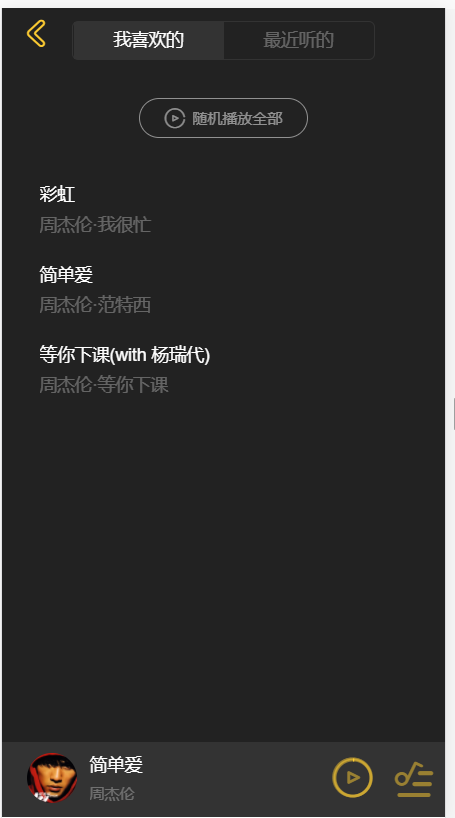 我喜欢的 最近听的
随机播放全部
彩虹
周杰伦·我很忙
简单爱
周杰伦·范特西
等你下课(with 杨瑞代)
周杰伦·等你下课
简单爱
周杰伦